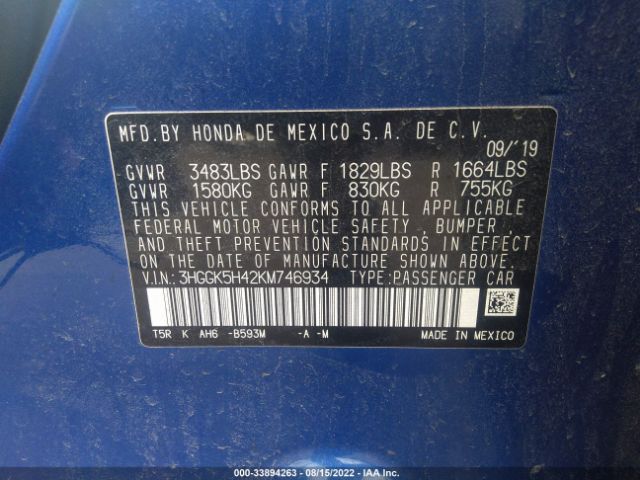 MFD.BY HONDA DE MEXICO S.A. DE C.V.
09/'19
GVWR 3483LBS GAWR F 1829LBS R 1664LBS
GVWR 1580KG GAWR F 830KG R 755KG
THIS VEHICLE CONFORMS TO ALL APPLICABLE
FEDERAL MOTOR VEHICLE SAFETY , BUMPER ,
AND THEFT PREVENTION STANDARDS IN EFFECT
ON THE DATE OF MANUFACTURE SHOWN ABOVE.
V.I.N.:3HGGK5H42KM746934 TYPE:PASSENGER CAR
T5R K AH6 -B593M -A -M MADE IN MEXICO
© - 33894263 - 08/15/2022 - IAA Inc.